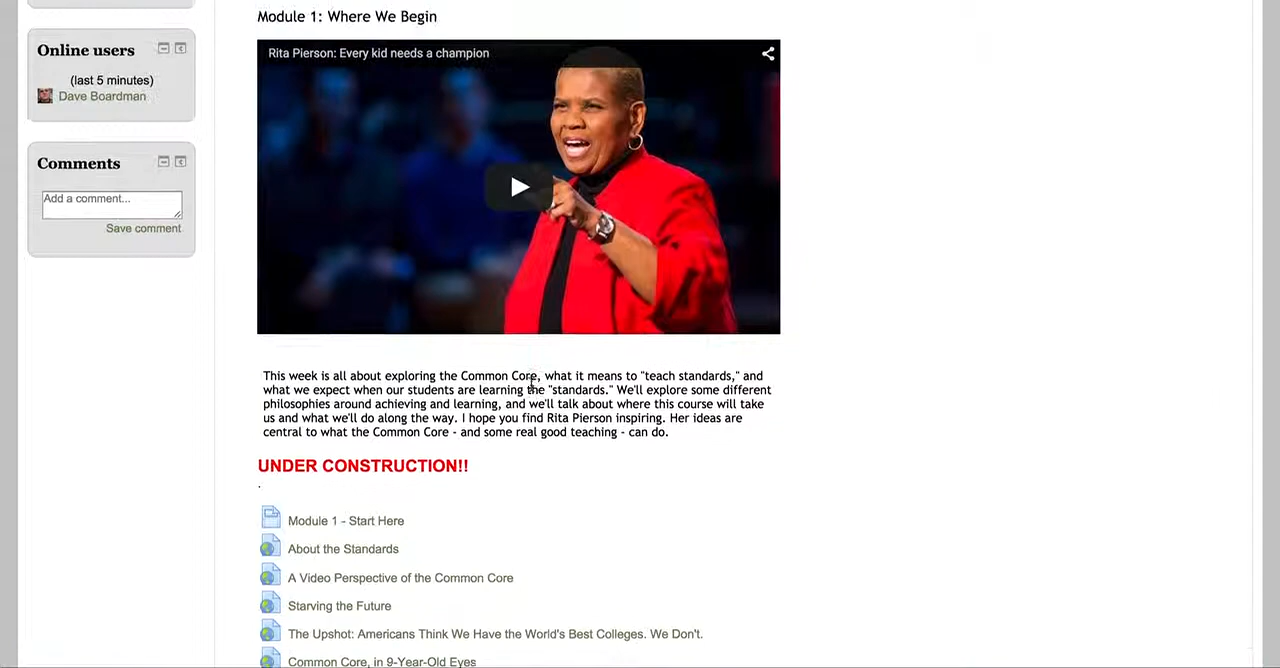 Module 1: Where We Begin
Online users
(last 5 minutes)
Dave Boardman
Comments
Add a comment...
Save comment
Rita Pierson: Every kid needs a champion
This week is all about exploring the Common Core, what it means to "teach standards," and
what we expect when our students are learning the "standards." We'll explore some different
philosophies around achieving and learning, and we'll talk about where this course will take
us and what we'll do along the way. I hope you find Rita Pierson inspiring. Her ideas are
central to what the Common Core - and some real good teaching - can do.
UNDER CONSTRUCTION!!
.
Module 1 - Start Here
About the Standards
A Video Perspective of the Common Core
Starving the Future
The Upshot: Americans Think We Have the World's Best Colleges. We Don't.
Common Core, in 9-Year-Old Eyes